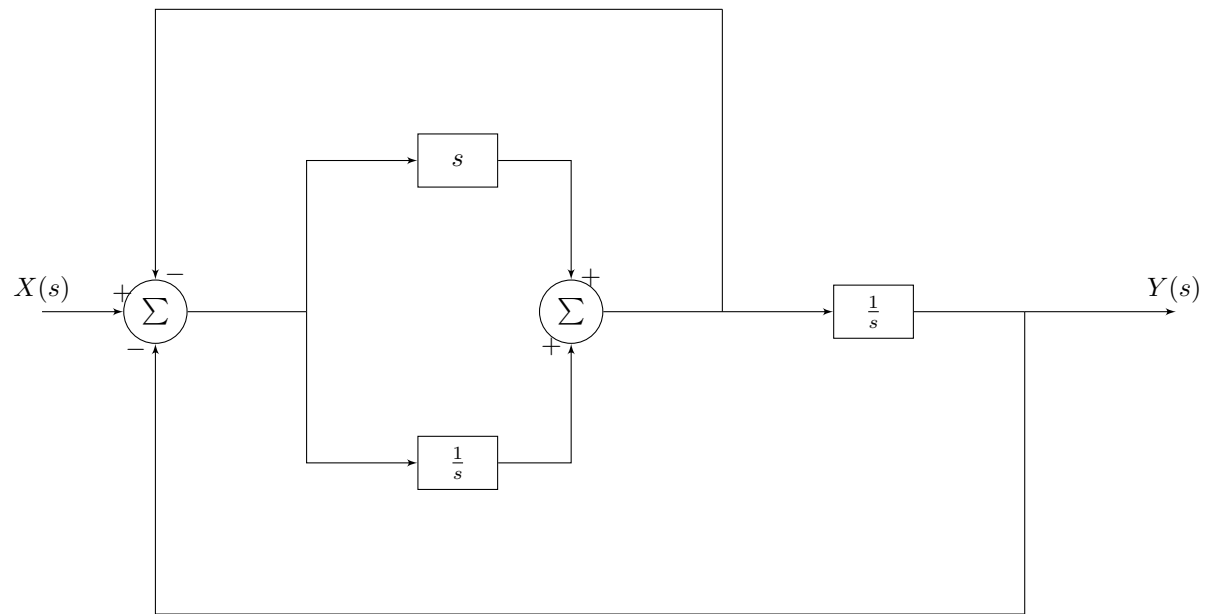 s
−
X(s)
+
∑
+
∑
1/s
Y(s)
−
+
1/s